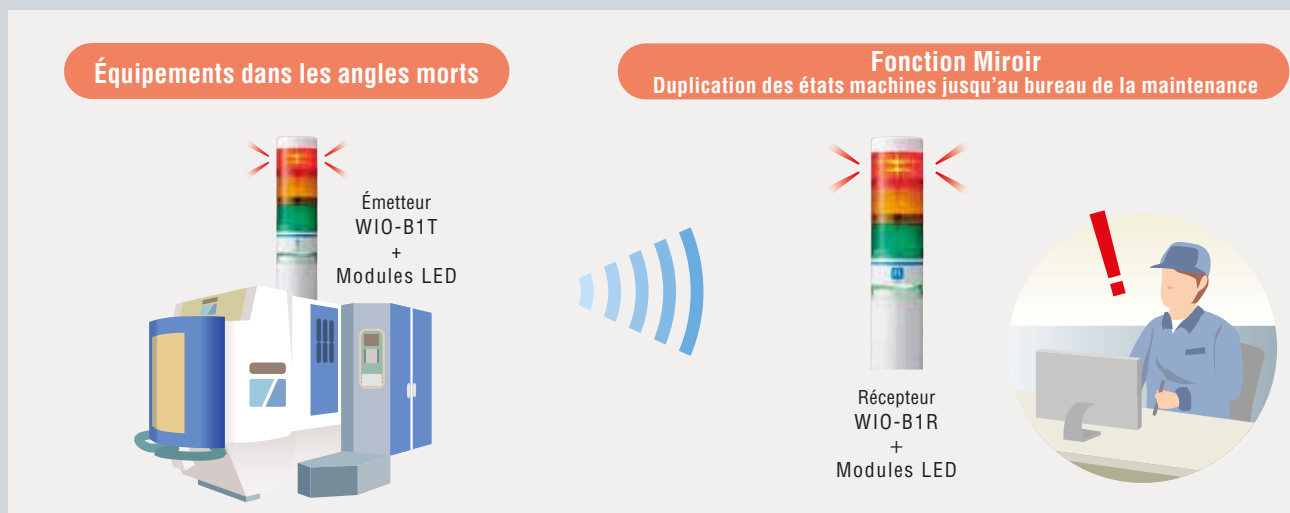 Équipements dans les angles morts
Fonction Miroir
Duplication des états machines jusqu'au bureau de la maintenance
Émetteur
WIO-B1T
+
Modules LED
Récepteur
WIO-B1R
+
Modules LED